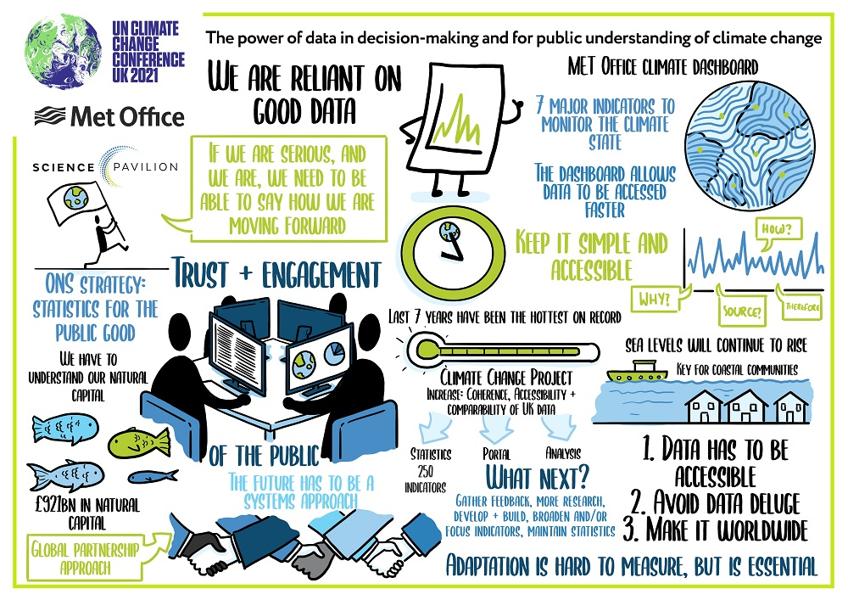 UN CLIMATE
CHANGE
CONFERENCE
UK 2021
Met Office
SCIENCE PAVILION
The power of data in decision-making and for public understanding of climate change
WE ARE RELIANT ON
GOOD DATA
IF WE ARE SERIOUS, AND
WE ARE, WE NEED TO BE
ABLE TO SAY HOW WE ARE
MOVING FORWARD
MET OFFICE CLIMATE DASHBOARD
7 MAJOR INDICATORS TO
MONITOR THE CLIMATE
STATE
THE DASHBOARD ALLOWS
DATA TO BE ACCESSED
FASTER
KEEP IT SIMPLE AND
ACCESSIBLE
HOW?
WHY?
SOURCE?
THEREFORE
ONS STRATEGY:
STATISTICS FOR THE
PUBLIC GOOD
WE HAVE TO
UNDERSTAND OUR NATURAL
CAPITAL
£921BN IN NATURAL
CAPITAL
GLOBAL PARTNERSHIP
APPROACH
TRUST + ENGAGEMENT
OF THE PUBLIC
THE FUTURE HAS TO BE A
SYSTEMS APPROACH
LAST 7 YEARS HAVE BEEN THE HOTTEST ON RECORD
CLIMATE CHANGE PROJECT
INCREASE: COHERENCE, ACCESSIBILITY +
COMPARABILITY OF UK DATA
STATISTICS
250
INDICATORS
PORTAL
ANALYSIS
WHAT NEXT?
GATHER FEEDBACK, MORE RESEARCH,
DEVELOP + BUILD, BROADEN AND/OR
FOCUS INDICATORS, MAINTAIN STATISTICS
SEA LEVELS WILL CONTINUE TO RISE
KEY FOR COASTAL COMMUNITIES
1. DATA HAS TO BE
ACCESSIBLE
2. AVOID DATA DELUGE
3. MAKE IT WORLDWIDE
ADAPTATION IS HARD TO MEASURE, BUT IS ESSENTIAL